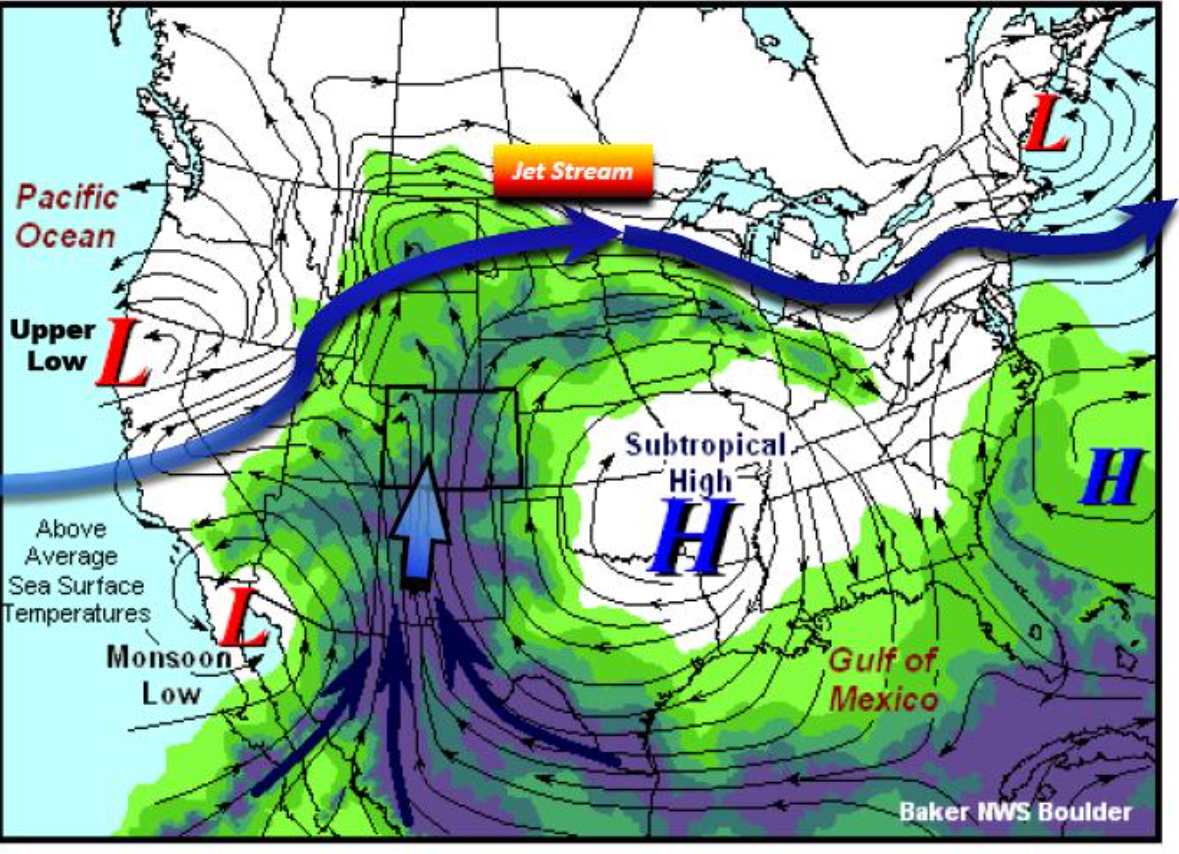 L
Jet Stream
Pacific
Ocean
Upper
Low
L
Subtropical
High
H
H
Above
Average
Sea Surface
Temperatures
L
Monsoon
Low
Gulf of
Mexico
Baker NWS Boulder